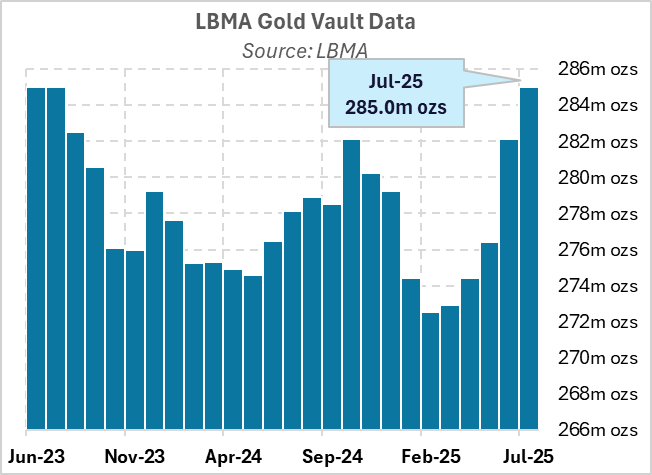 LBMA Gold Vault Data
Source: LBMA
Jul-25
285.0m ozs
286m ozs
284m ozs
282m ozs
280m ozs
278m ozs
276m ozs
274m ozs
272m ozs
270m ozs
268m ozs
266m ozs
Jun-23 Nov-23 Apr-24 Sep-24 Feb-25 Jul-25